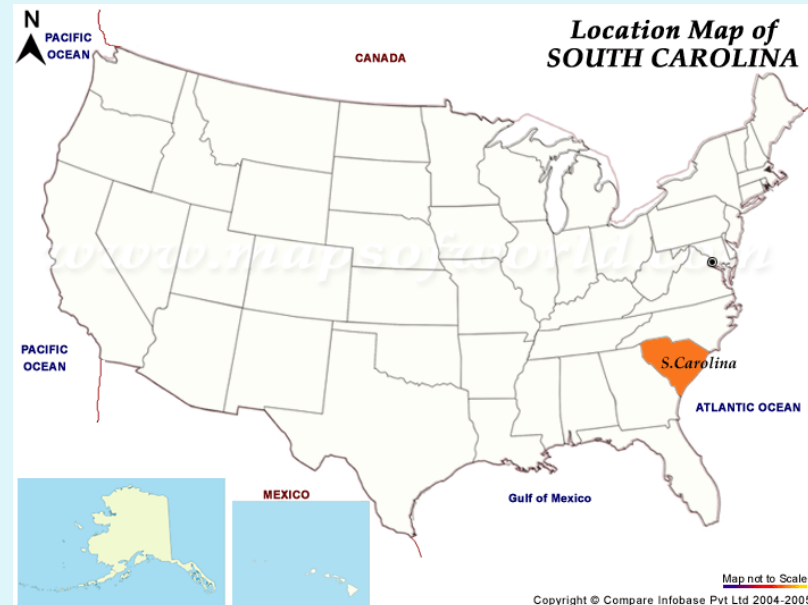 N
PACIFIC
OCEAN
Location Map of
SOUTH CAROLINA
CANADA
www.mapsofworld.com
S.Carolina
PACIFIC
OCEAN
ATLANTIC OCEAN
MEXICO
Gulf of Mexico
Map not to Scale
Copyright © Compare Infobase Pvt Ltd 2004-2005